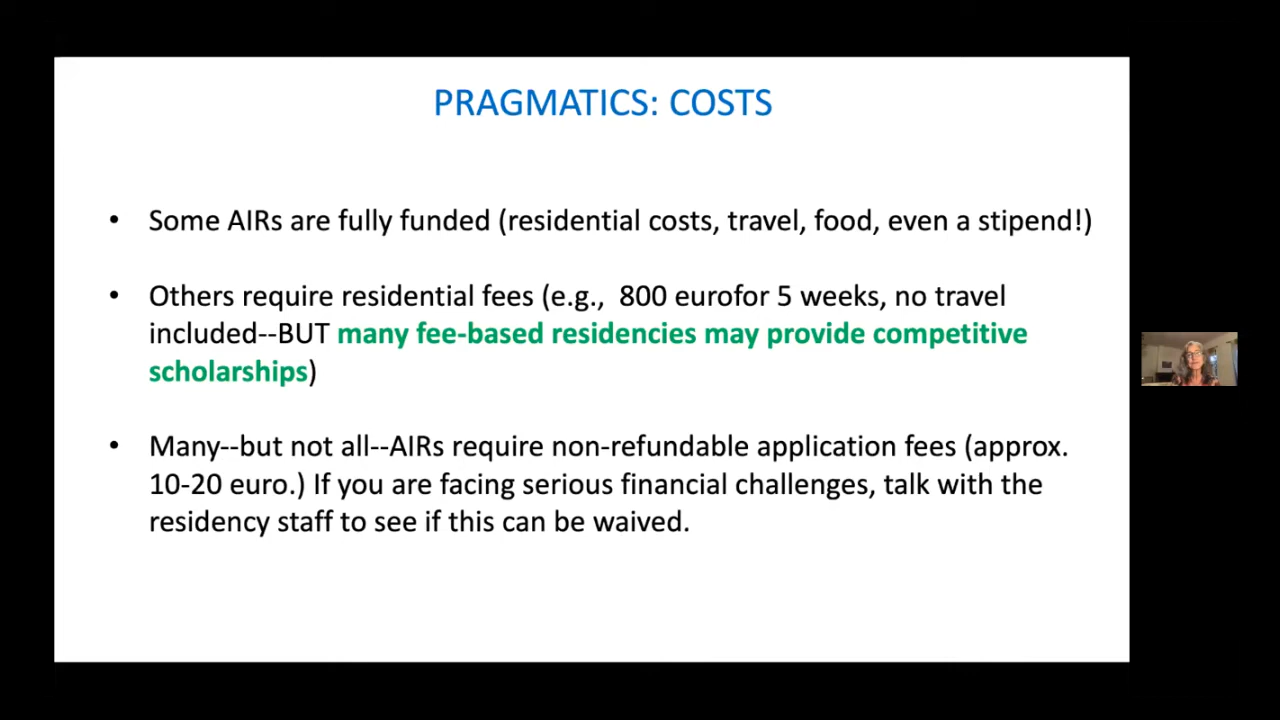 PRAGMATICS: COSTS
• Some AIRs are fully funded (residential costs, travel, food, even a stipend!)
• Others require residential fees (e.g.,  800 eurofor 5 weeks, no travel
included--BUT many fee-based residencies may provide competitive
scholarships)
• Many--but not all--AIRs require non-refundable application fees (approx.
10-20 euro.) If you are facing serious financial challenges, talk with the
residency staff to see if this can be waived.